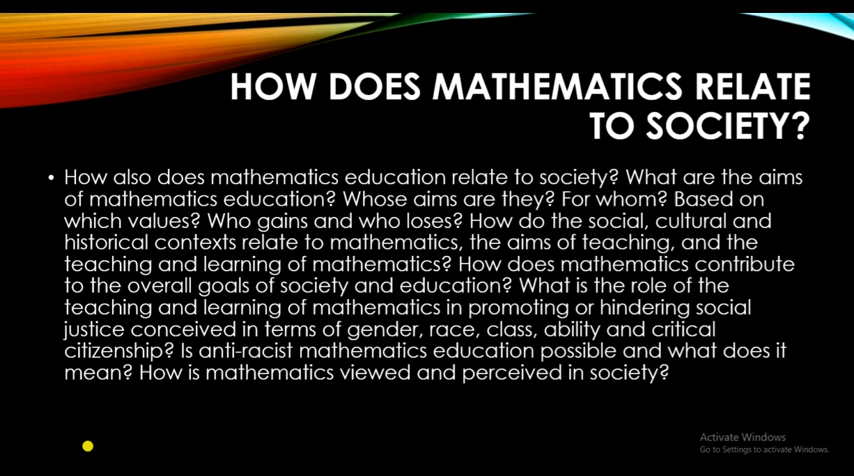 HOW DOES MATHEMATICS RELATE
TO SOCIETY?
• How also does mathematics education relate to society? What are the aims
of mathematics education? Whose aims are they? For whom? Based on
which values? Who gains and who loses? How do the social, cultural and
historical contexts relate to mathematics, the aims of teaching, and the
teaching and learning of mathematics? How does mathematics contribute
to the overall goals of society and education? What is the role of the
teaching and learning of mathematics in promoting or hindering social
justice conceived in terms of gender, race, class, ability and critical
citizenship? Is anti-racist mathematics education possible and what does it
mean? How is mathematics viewed and perceived in society?
Activate Windows
Go to Settings to activate Windows.